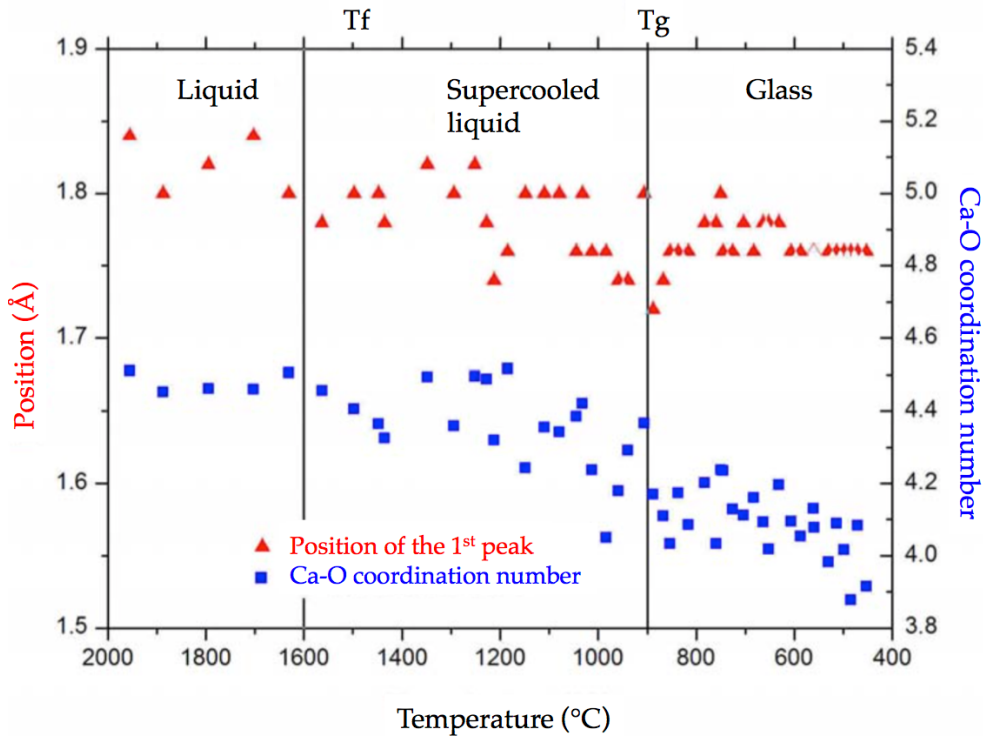 Tf
Tg
1.9
5.4
Liquid
Supercooled
liquid
Glass
5.2
1.8
5.0
4.8
1.7
4.6
4.4
1.6
4.2
4.0
1.5
3.8
Position of the 1st peak
Ca-O coordination number
2000 1800 1600 1400 1200 1000 800 600 400
Temperature (°C)
Position (Å)
Ca-O coordination number